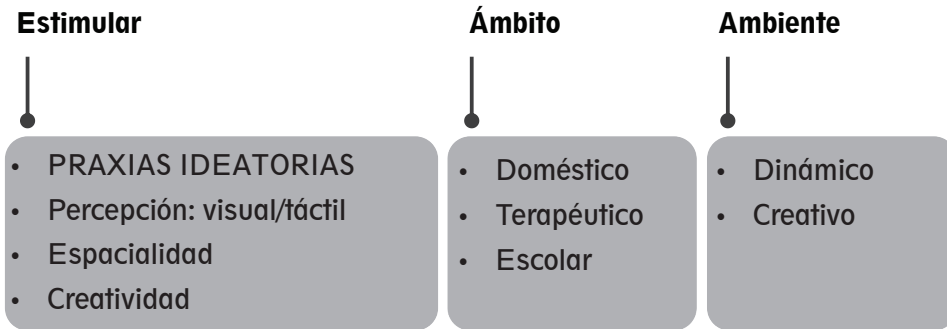 Estimular
• PRAXIAS IDEATORIAS
• Percepción: visual/táctil
• Espacialidad
• Creatividad
Ámbito
• Doméstico
• Terapéutico
• Escolar
Ambiente
• Dinámico
• Creativo